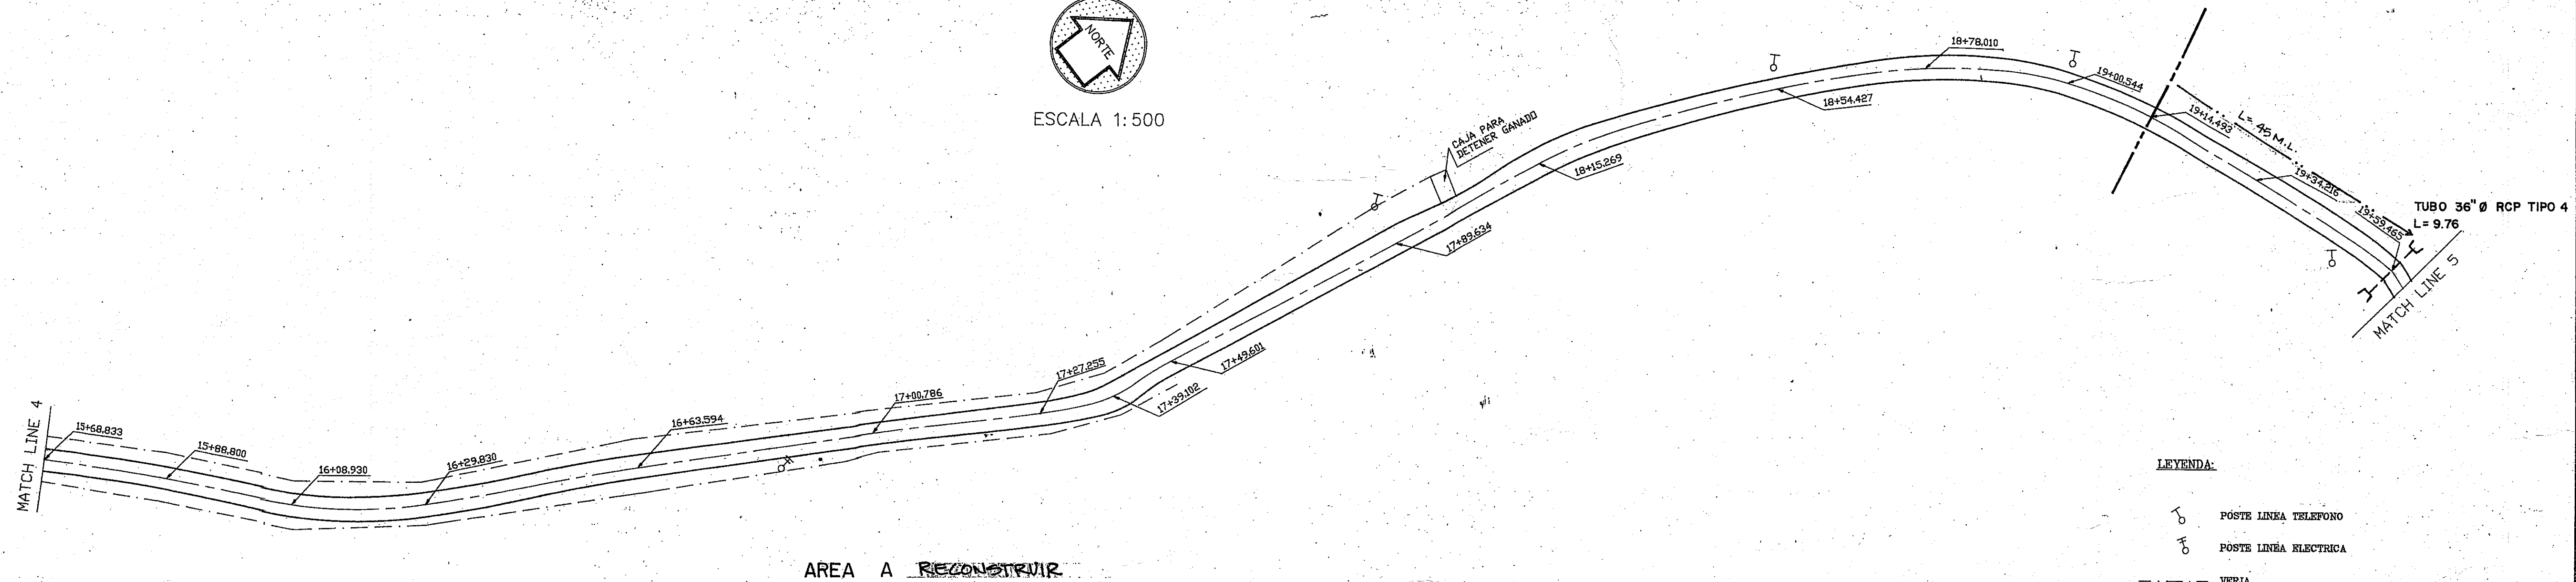 NORTE
ESCALA 1:500
18+78.010
19+00.544
18+54.427
19+14.493
L= 45 M.L.
CAJA PARA
DETENER GANADO
18+15.269
19+34.216
19+59.465
TUBO 36" Ø RCP TIPO 4
L= 9.76
17+89.634
MATCH LINE 5
17+49.601
17+27.255
17+39.102
17+00.786
16+63.594
MATCH LINE 4
15+68.833
15+88.800
16+08.930
16+29.830
LEYENDA:
POSTE LINEA TELEFONO
POSTE LINEA ELECTRICA
VERJA
AREA A RECONSTRUIR